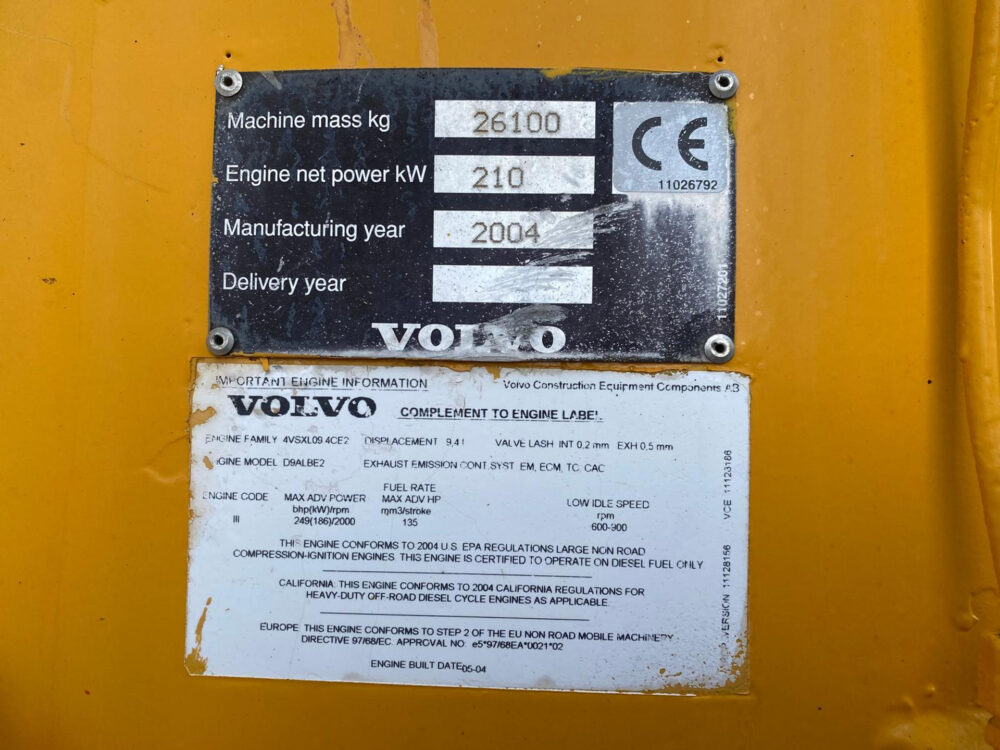 Machine mass kg 26100
CE
11026792
Engine net power kW 210
Manufacturing year 2004
Delivery year
11027201
VOLVO
IMPORTANT ENGINE INFORMATION Volvo Construction Equipment Components AB
VOLVO COMPLEMENT TO ENGINE LABEL
ENGINE FAMILY 4VSXL09.4CE2 DISPLACEMENT 9,4 l VALVE LASH INT 0.2 mm EXH 0,5 mm
ENGINE MODEL D9ALBE2 EXHAUST EMISSION CONT.SYST EM, ECM, TC, CAC
FUEL RATE
ENGINE CODE MAX ADV POWER MAX ADV HP LOW IDLE SPEED
bhp(kW)/rpm mm3/stroke rpm
III 249(186)/2000 135 600-900
THIS ENGINE CONFORMS TO 2004 U.S. EPA REGULATIONS LARGE NON ROAD
COMPRESSION-IGNITION ENGINES. THIS ENGINE IS CERTIFIED TO OPERATE ON DIESEL FUEL ONLY
CALIFORNIA: THIS ENGINE CONFORMS TO 2004 CALIFORNIA REGULATIONS FOR
HEAVY-DUTY OFF-ROAD DIESEL CYCLE ENGINES AS APPLICABLE
EUROPE: THIS ENGINE CONFORMS TO STEP 2 OF THE EU NON ROAD MOBILE MACHINERY
DIRECTIVE 97/68/EC. APPROVAL NO: e5*97/68EA*0021*02
ENGINE BUILT DATE 05-04
VERSION 11128156 VCE 11123186